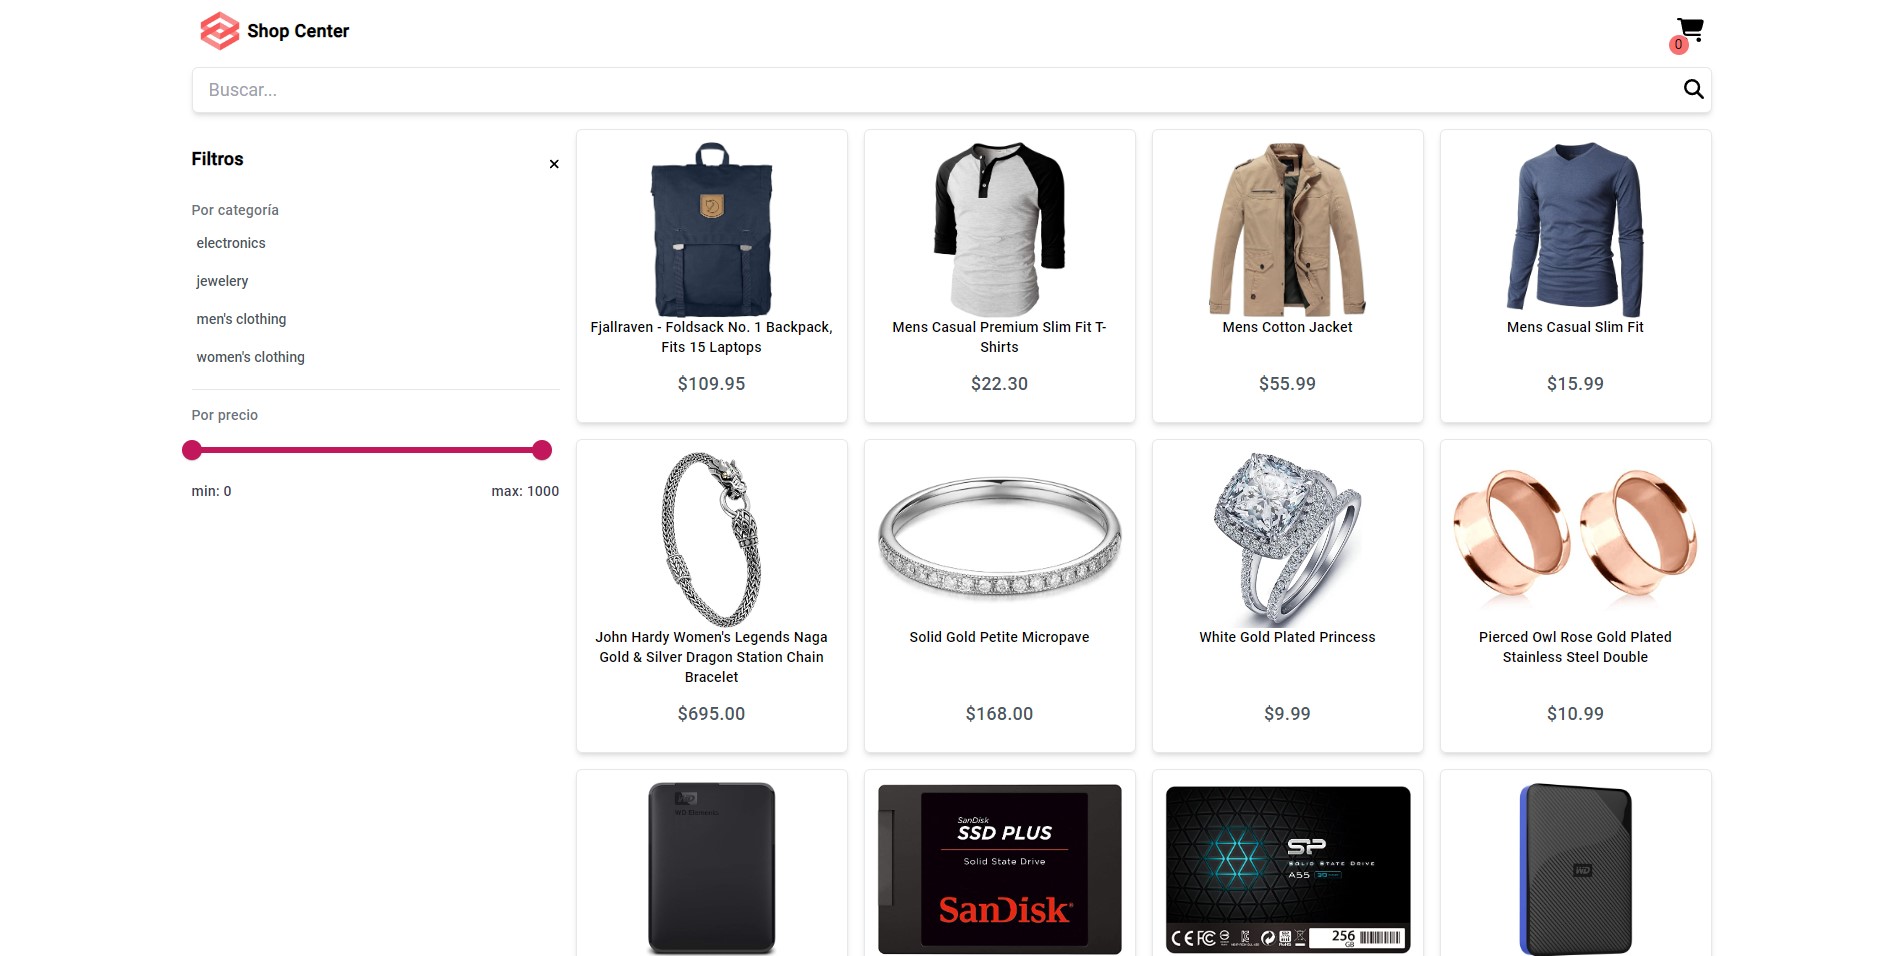 Shop Center
0
Buscar...
Filtros
×
Por categoría
electronics
jewelery
men's clothing
women's clothing
Por precio
min: 0
max: 1000
Fjallraven - Foldsack No. 1 Backpack,
Fits 15 Laptops
$109.95
Mens Casual Premium Slim Fit T-
Shirts
$22.30
Mens Cotton Jacket
$55.99
Mens Casual Slim Fit
$15.99
John Hardy Women's Legends Naga
Gold & Silver Dragon Station Chain
Bracelet
$695.00
Solid Gold Petite Micropave
$168.00
White Gold Plated Princess
$9.99
Pierced Owl Rose Gold Plated
Stainless Steel Double
$10.99
WD
WD Elements
SanDisk
SSD PLUS
Solid State Drive
SanDisk
SP
SOLID STATE DRIVE
A55
CE FC
256
GB
WD